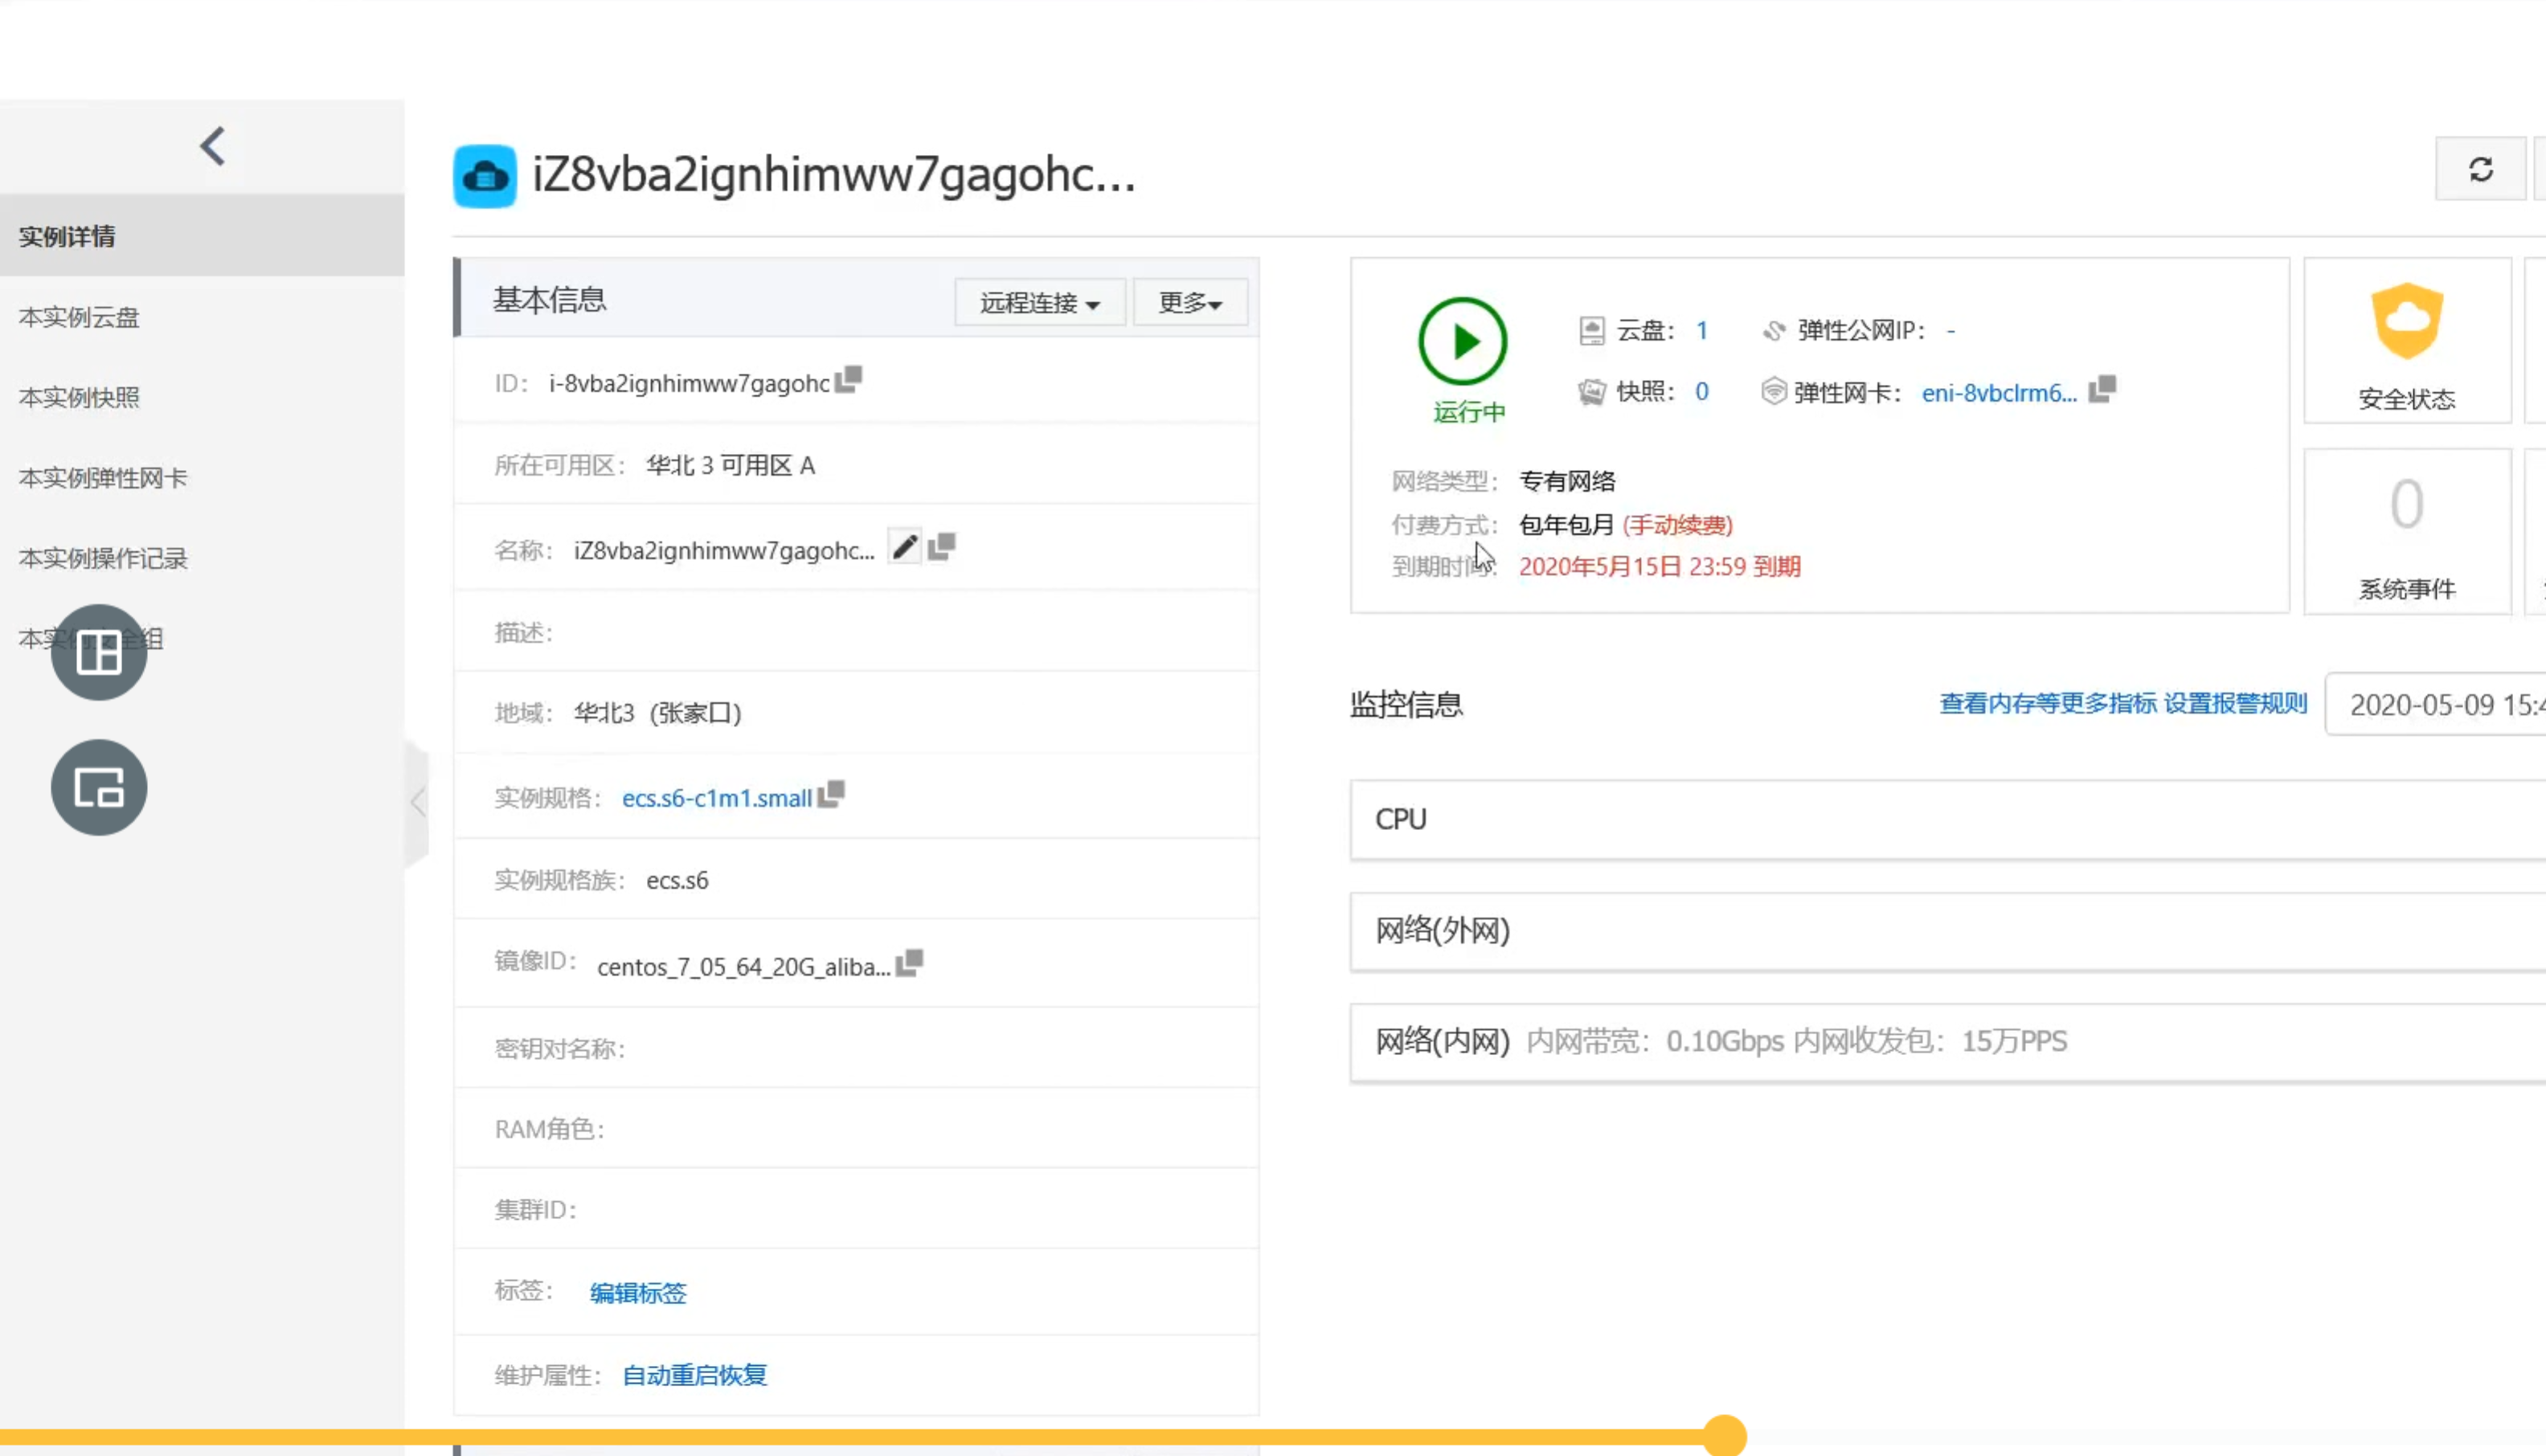 iZ8vba2ignhimww7gagohc...
实例详情
本实例云盘
本实例快照
本实例弹性网卡
本实例操作记录
基本信息
远程连接
更多
ID： i-8vba2ignhimww7gagohc
所在可用区： 华北 3 可用区 A
名称： iZ8vba2ignhimww7gagohc...
描述：
地域： 华北3（张家口）
实例规格： ecs.s6-c1m1.small
实例规格族： ecs.s6
镜像ID： centos_7_05_64_20G_aliba...
密钥对名称：
RAM角色：
集群ID：
标签： 编辑标签
维护属性： 自动重启恢复
运行中
云盘： 1 弹性公网IP： -
快照： 0 弹性网卡： eni-8vbclrm6...
网络类型： 专有网络
付费方式： 包年包月 (手动续费)
到期时间： 2020年5月15日 23:59 到期
安全状态
0
系统事件
监控信息
查看内存等更多指标 设置报警规则
2020-05-09 15:4
CPU
网络(外网)
网络(内网) 内网带宽：0.10Gbps 内网收发包：15万PPS